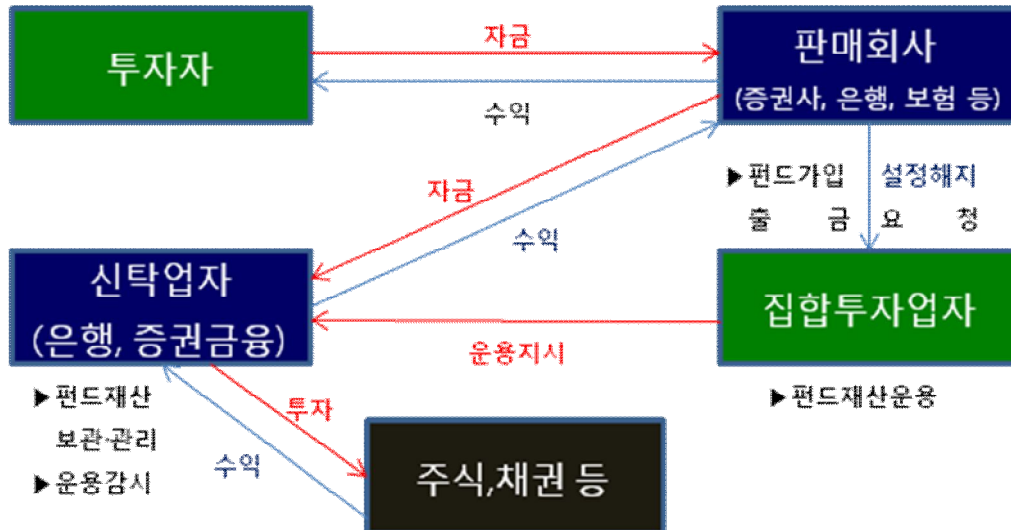 투자자
자금
수익
판매회사
(증권사, 은행, 보험 등)
▶펀드가입 설정해지
출 금 요 청
자금
수익
신탁업자
(은행, 증권금융)
집합투자업자
운용지시
▶펀드재산
보관·관리
▶운용감시
▶펀드재산운용
투자
수익
주식,채권 등